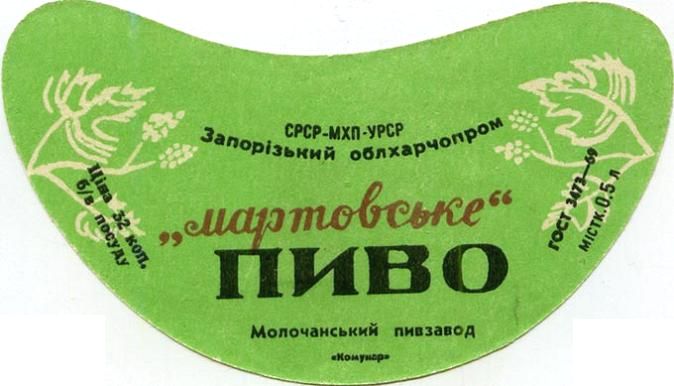 СРСР-МХП-УРСР
Запорізький облхарчопром
Ціна 32 коп.
б/в посуду
„мартовське“
ПИВО
ГОСТ 3473—69
МІСТК. 0,5 л
Молочанський пивзавод
«Комунар»